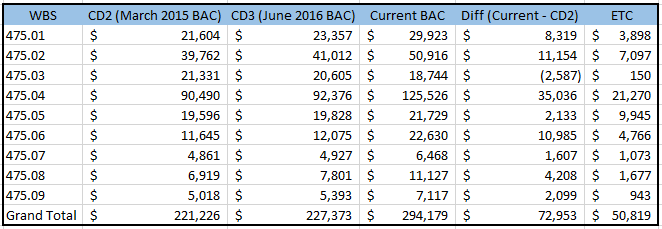 WBS CD2 (March 2015 BAC) CD3 (June 2016 BAC) Current BAC Diff (Current - CD2) ETC
475.01 $ 21,604 $ 23,357 $ 29,923 $ 8,319 $ 3,898
475.02 $ 39,762 $ 41,012 $ 50,916 $ 11,154 $ 7,097
475.03 $ 21,331 $ 20,605 $ 18,744 $ (2,587) $ 150
475.04 $ 90,490 $ 92,376 $ 125,526 $ 35,036 $ 21,270
475.05 $ 19,596 $ 19,828 $ 21,729 $ 2,133 $ 9,945
475.06 $ 11,645 $ 12,075 $ 22,630 $ 10,985 $ 4,766
475.07 $ 4,861 $ 4,927 $ 6,468 $ 1,607 $ 1,073
475.08 $ 6,919 $ 7,801 $ 11,127 $ 4,208 $ 1,677
475.09 $ 5,018 $ 5,393 $ 7,117 $ 2,099 $ 943
Grand Total $ 221,226 $ 227,373 $ 294,179 $ 72,953 $ 50,819